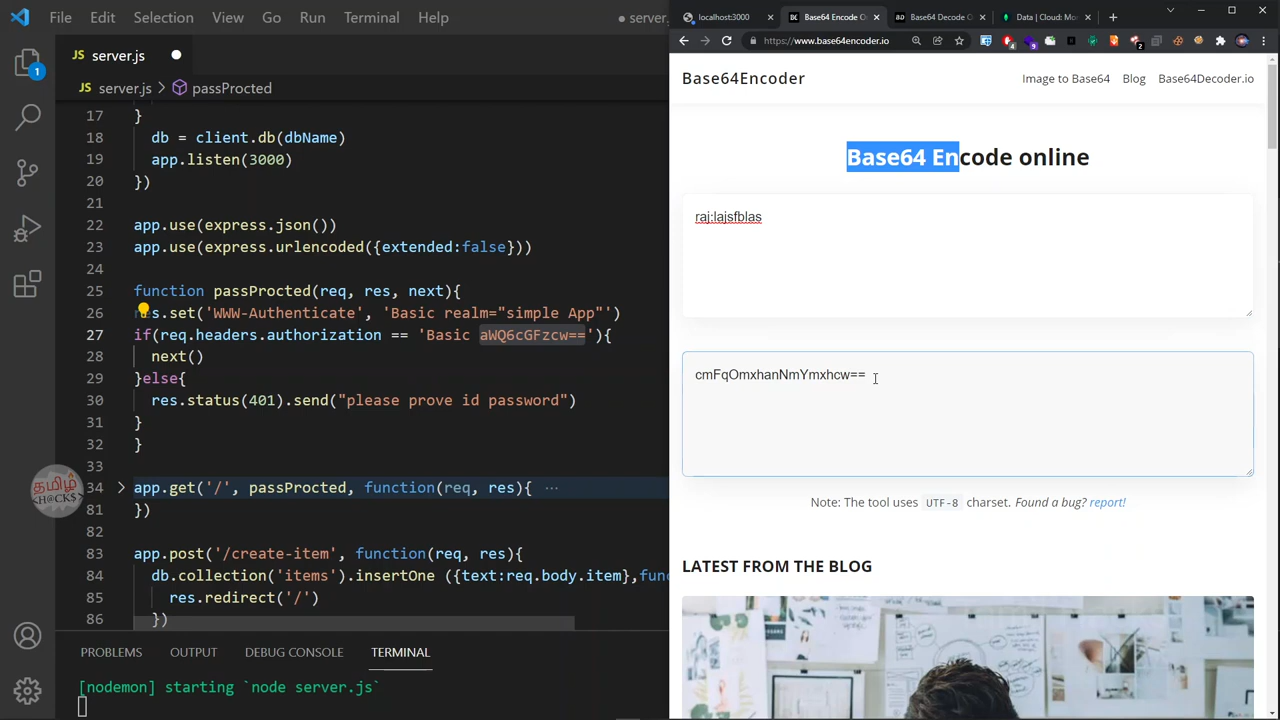 File Edit Selection View Go Run Terminal Help
server.
localhost:3000
Base64 Encode O
Base64 Decode O
Data | Cloud: Mo
https://www.base64encoder.io
JS server.js
JS server.js > passProcted
17 }
18 db = client.db(dbName)
19 app.listen(3000)
20 })
21
22 app.use(express.json())
23 app.use(express.urlencoded({extended:false}))
24
25 function passProcted(req, res, next){
26 res.set('WWW-Authenticate', 'Basic realm="simple App"')
27 if(req.headers.authorization == 'Basic aWQ6cGFzcw=='){
28 next()
29 }else{
30 res.status(401).send("please prove id password")
31 }
32 }
33
34 app.get('/', passProcted, function(req, res){ ...
81 })
82
83 app.post('/create-item', function(req, res){
84 db.collection('items').insertOne ({text:req.body.item},func
85 res.redirect('/')
86 })
தமிழ்
<H@CK$>
PROBLEMS OUTPUT DEBUG CONSOLE TERMINAL
[nodemon] starting `node server.js`
1
Base64Encoder
Image to Base64 Blog Base64Decoder.io
Base64 Encode online
raj:lajsfblas
cmFqOmxhanNmYmxhcw==
Note: The tool uses UTF-8 charset. Found a bug? report!
LATEST FROM THE BLOG